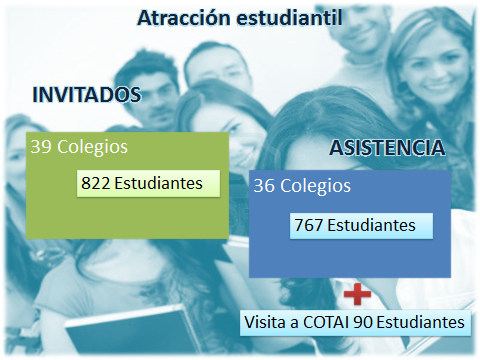 Atracción estudiantil
INVITADOS
39 Colegios
822 Estudiantes
ASISTENCIA
36 Colegios
767 Estudiantes
Visita a COTAI 90 Estudiantes